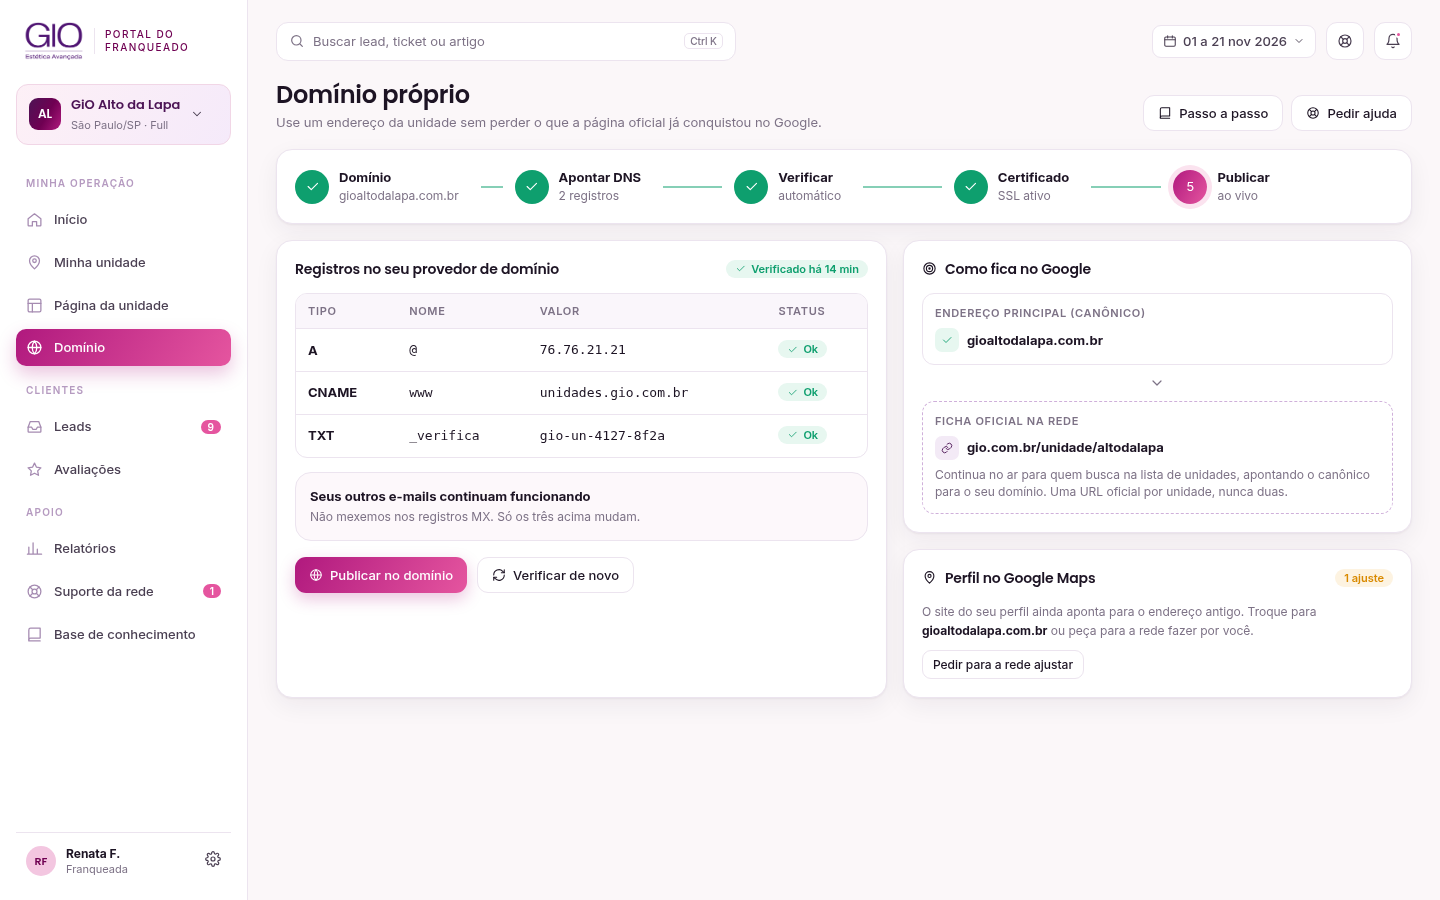 GIO
Estética Avançada
PORTAL DO
FRANQUEADO
AL
GiO Alto da Lapa
São Paulo/SP · Full
MINHA OPERAÇÃO
Início
Minha unidade
Página da unidade
Domínio
CLIENTES
Leads
9
Avaliações
APOIO
Relatórios
Suporte da rede
1
Base de conhecimento
RF
Renata F.
Franqueada
Buscar lead, ticket ou artigo
Ctrl K
01 a 21 nov 2026
Domínio próprio
Use um endereço da unidade sem perder o que a página oficial já conquistou no Google.
Passo a passo
Pedir ajuda
Domínio
gioaltodalapa.com.br
Apontar DNS
2 registros
Verificar
automático
Certificado
SSL ativo
5
Publicar
ao vivo
Registros no seu provedor de domínio
Verificado há 14 min
TIPO NOME VALOR STATUS
A @ 76.76.21.21 Ok
CNAME www unidades.gio.com.br Ok
TXT _verifica gio-un-4127-8f2a Ok
Seus outros e-mails continuam funcionando
Não mexemos nos registros MX. Só os três acima mudam.
Publicar no domínio
Verificar de novo
Como fica no Google
ENDEREÇO PRINCIPAL (CANÔNICO)
gioaltodalapa.com.br
FICHA OFICIAL NA REDE
gio.com.br/unidade/altodalapa
Continua no ar para quem busca na lista de unidades, apontando o canônico
para o seu domínio. Uma URL oficial por unidade, nunca duas.
Perfil no Google Maps
1 ajuste
O site do seu perfil ainda aponta para o endereço antigo. Troque para
gioaltodalapa.com.br ou peça para a rede fazer por você.
Pedir para a rede ajustar